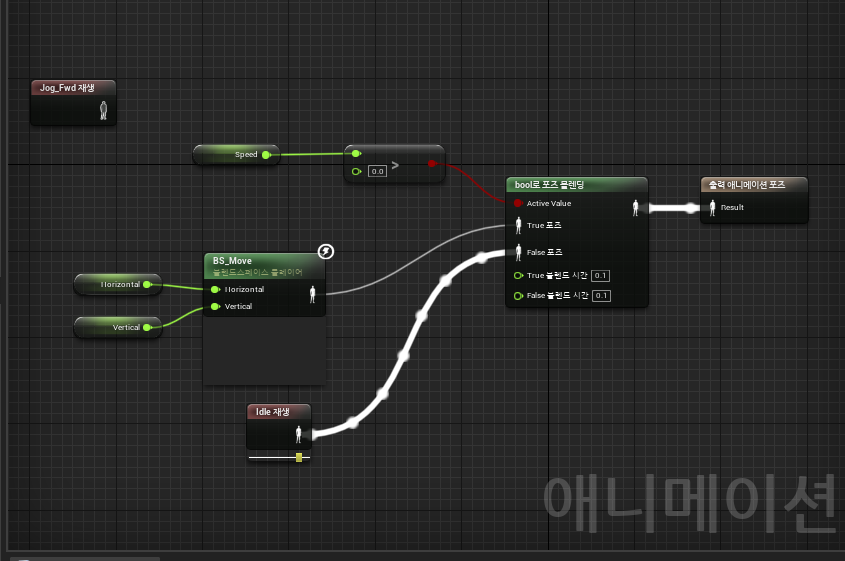 Jog_Fwd 재생
Speed
0.0
>
bool로 포즈 블렌딩
Active Value
True 포즈
False 포즈
True 블렌드 시간 0.1
False 블렌드 시간 0.1
출력 애니메이션 포즈
Result
BS_Move
블렌드스페이스 플레이어
Horizontal
Vertical
Horizontal
Vertical
Idle 재생
애니메이션